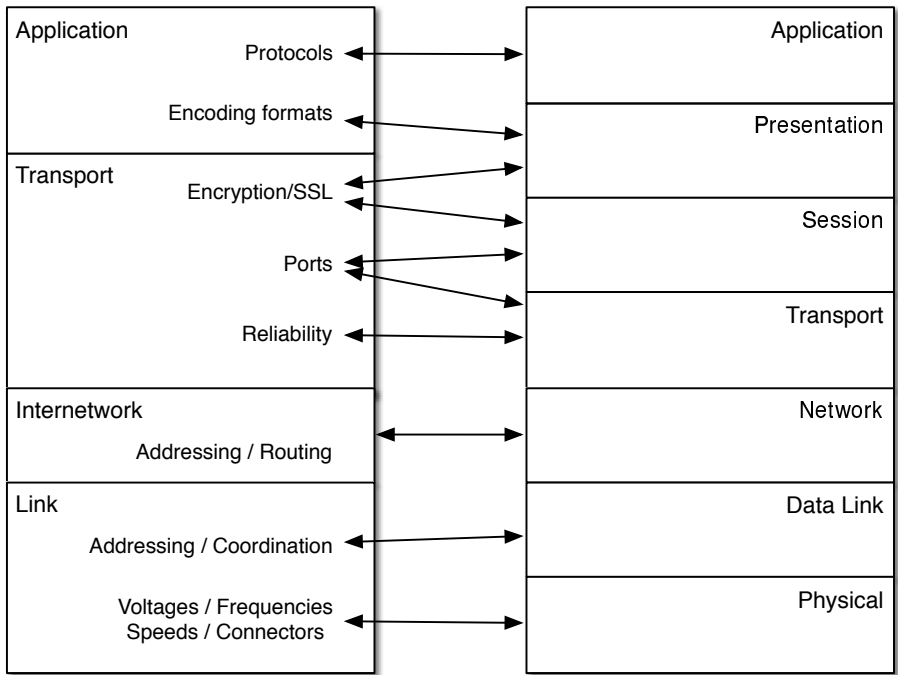 Application
Protocols
Encoding formats
Transport
Encryption/SSL
Ports
Reliability
Internetwork
Addressing / Routing
Link
Addressing / Coordination
Voltages / Frequencies
Speeds / Connectors
Application
Presentation
Session
Transport
Network
Data Link
Physical